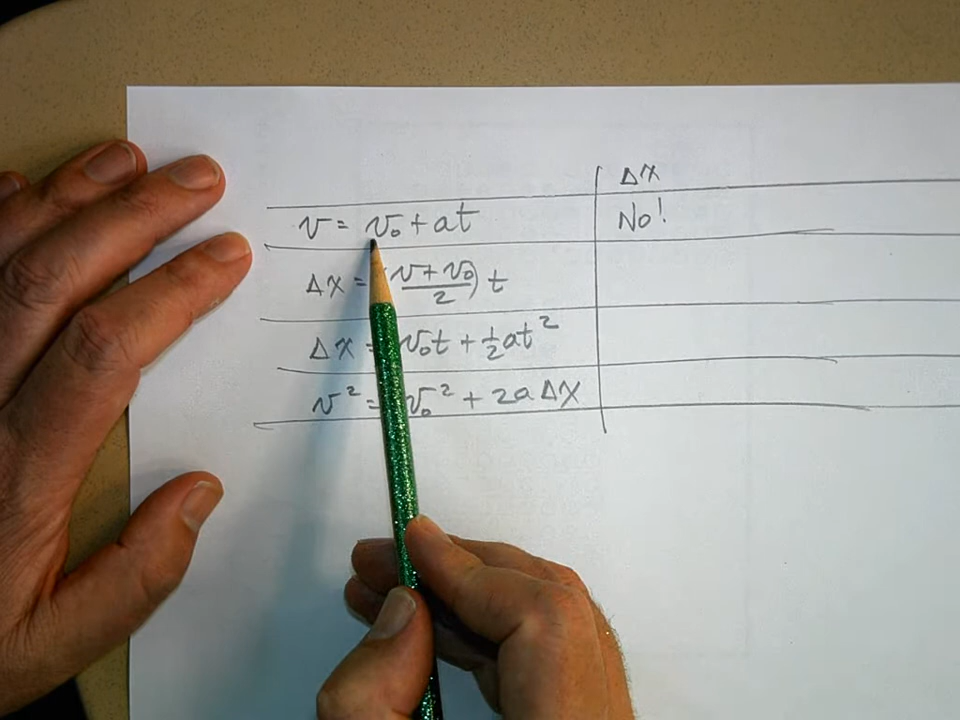 Δx
v = v₀ + at No!
Δx = (v + v₀)/2) t
Δx = v₀t + ½at²
v² = v₀² + 2aΔx